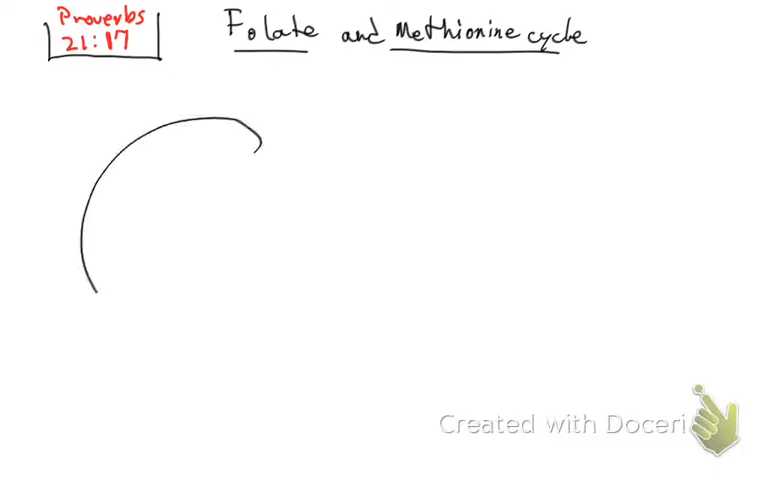 Proverbs
21:17
Folate and Methionine cycle
Created with Doceri